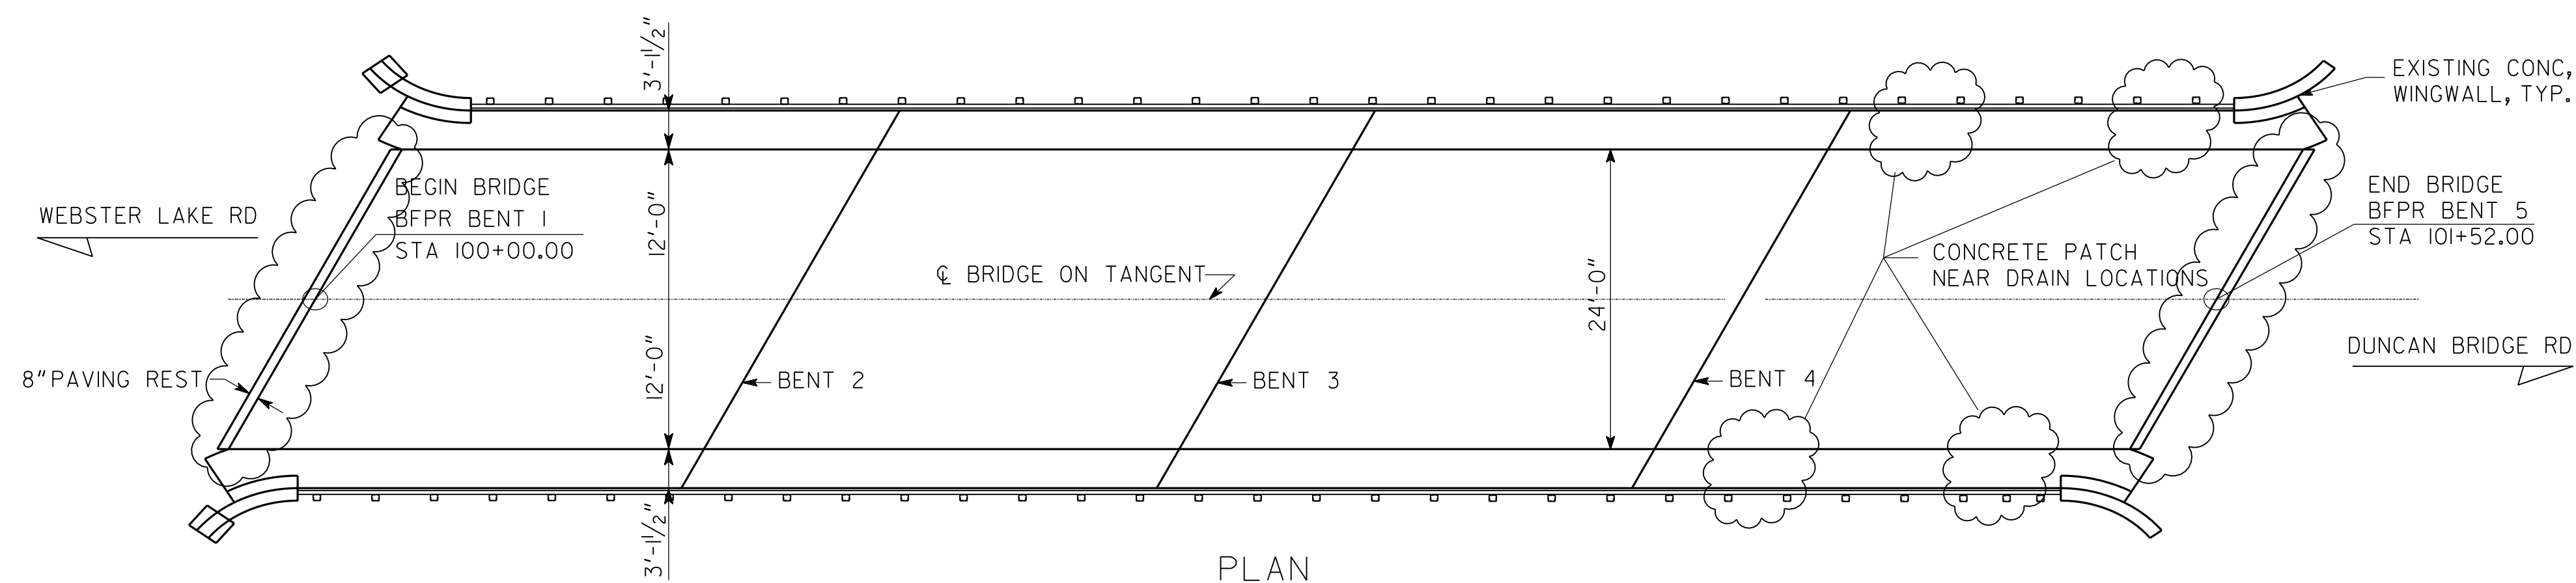 3'-1 1/2"
EXISTING CONC,
WINGWALL, TYP.
BEGIN BRIDGE
BFPR BENT 1
STA 100+00.00
WEBSTER LAKE RD
12'-0"
℄ BRIDGE ON TANGENT
24'-0"
CONCRETE PATCH
NEAR DRAIN LOCATIONS
END BRIDGE
BFPR BENT 5
STA 101+52.00
DUNCAN BRIDGE RD
8" PAVING REST
12'-0"
BENT 2
BENT 3
BENT 4
3'-1 1/2"
PLAN